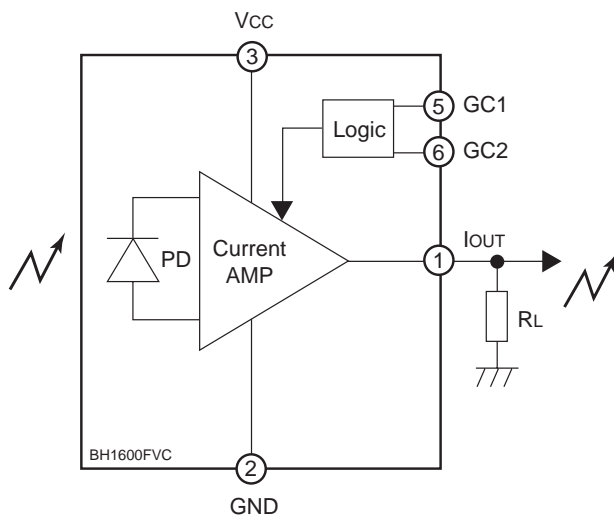 VCC
3
5 GC1
Logic
6 GC2
IOUT
Current
AMP
PD
1
RL
BH1600FVC
2
GND